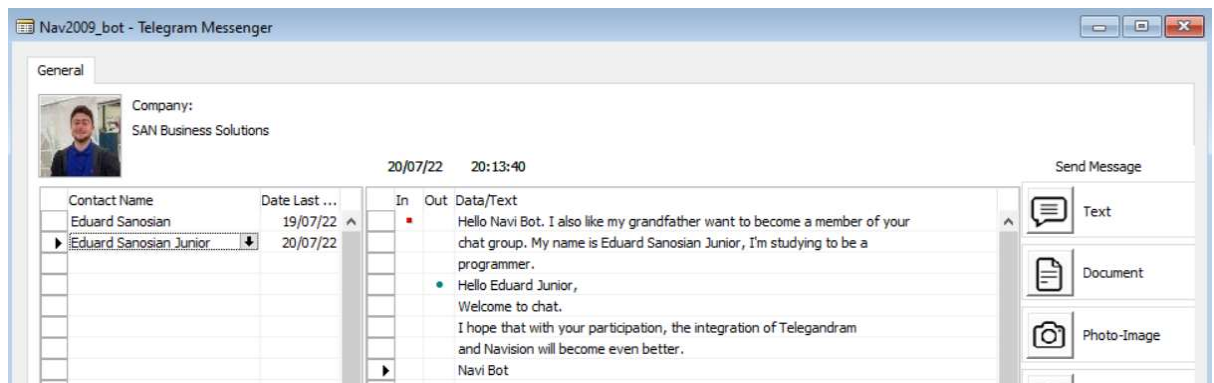 Nav2009_bot - Telegram Messenger
General
Company:
SAN Business Solutions
20/07/22 20:13:40
Send Message
Contact Name Date Last ...
Eduard Sanosian 19/07/22
Eduard Sanosian Junior 20/07/22
In Out Data/Text
Hello Navi Bot. I also like my grandfather want to become a member of your
chat group. My name is Eduard Sanosian Junior, I'm studying to be a
programmer.
Hello Eduard Junior,
Welcome to chat.
I hope that with your participation, the integration of Telegandram
and Navision will become even better.
Navi Bot
Text
Document
Photo-Image